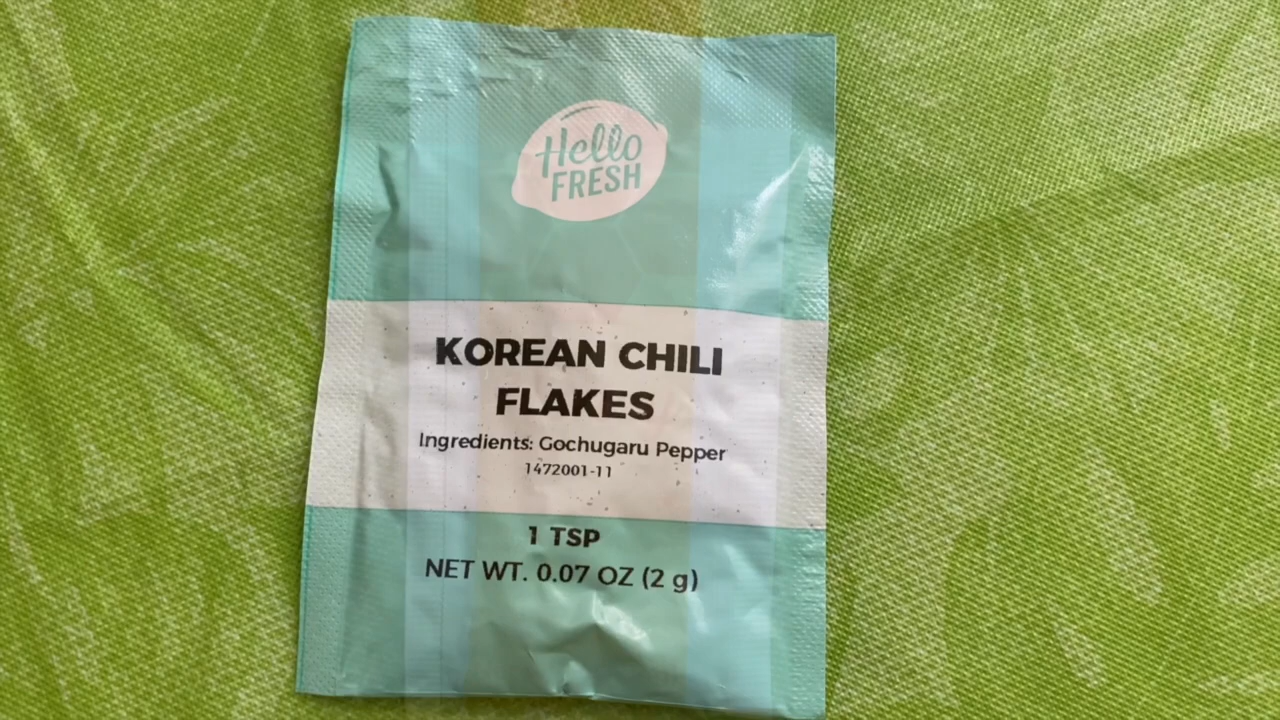 Hello
FRESH
KOREAN CHILI
FLAKES
Ingredients: Gochugaru Pepper
1472001-11
1 TSP
NET WT. 0.07 OZ (2 g)